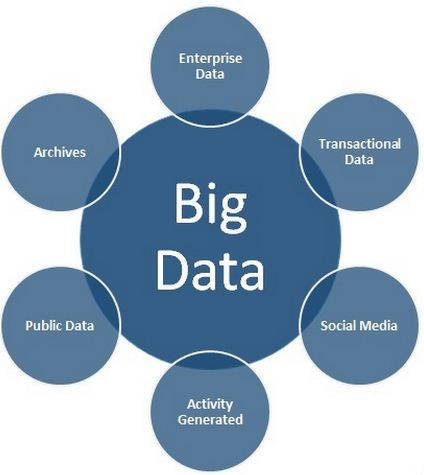 Enterprise
Data
Archives
Transactional
Data
Big
Data
Public Data
Social Media
Activity
Generated